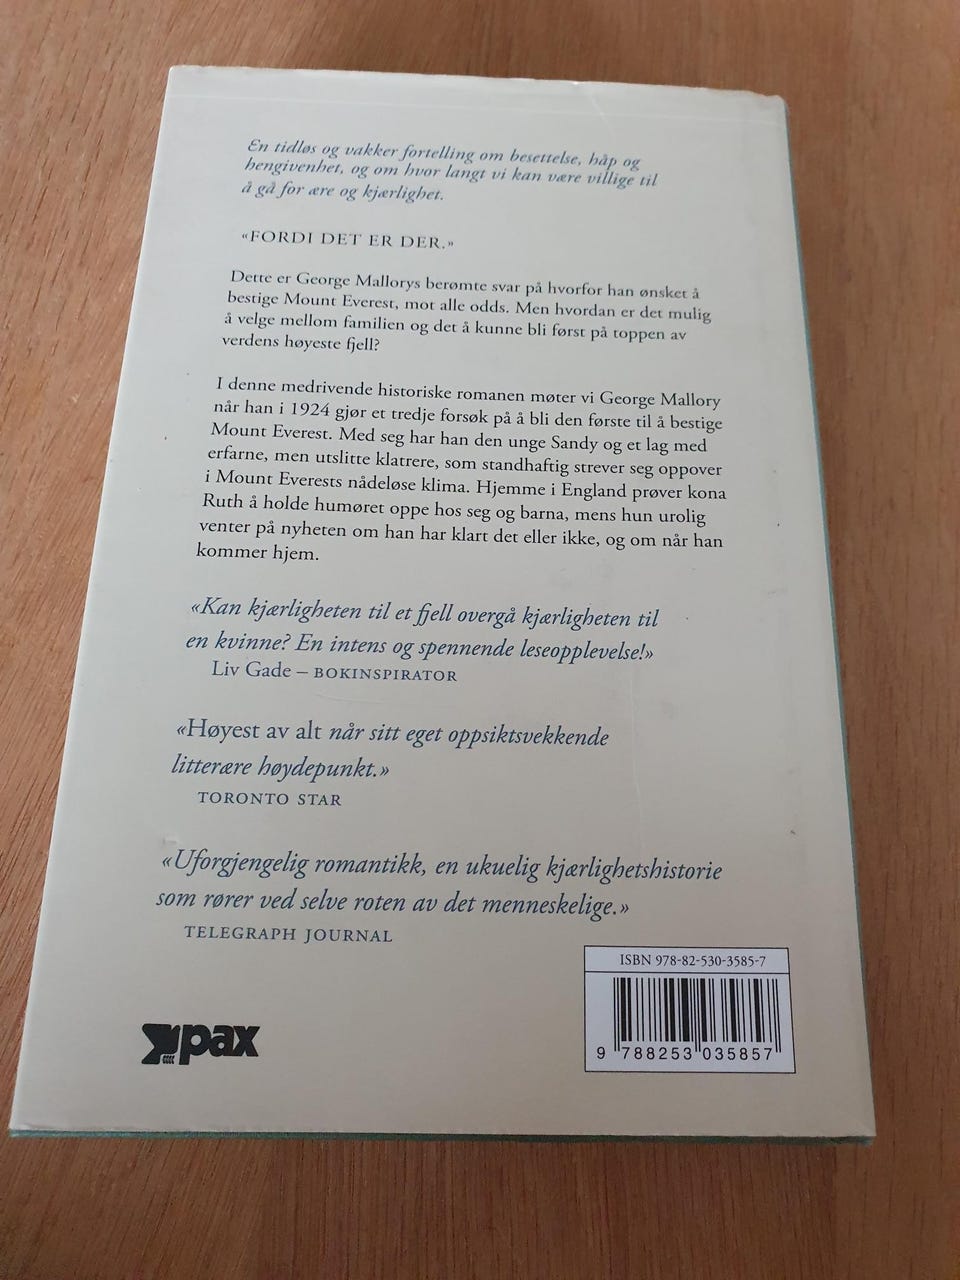 En tidløs og vakker fortelling om besettelse, håp og
hengivenhet, og om hvor langt vi kan være villige til
å gå for ære og kjærlighet.
«FORDI DET ER DER.»
Dette er George Mallorys berømte svar på hvorfor han ønsket å
bestige Mount Everest, mot alle odds. Men hvordan er det mulig
å velge mellom familien og det å kunne bli først på toppen av
verdens høyeste fjell?
I denne medrivende historiske romanen møter vi George Mallory
når han i 1924 gjør et tredje forsøk på å bli den første til å bestige
Mount Everest. Med seg har han den unge Sandy og et lag med
erfarne, men utslitte klatrere, som standhaftig strever seg oppover
i Mount Everests nådeløse klima. Hjemme i England prøver kona
Ruth å holde humøret oppe hos seg og barna, mens hun urolig
venter på nyheten om han har klart det eller ikke, og om når han
kommer hjem.
«Kan kjærligheten til et fjell overgå kjærligheten til
en kvinne? En intens og spennende leseopplevelse!»
Liv Gade – BOKINSPIRATOR
«Høyest av alt når sitt eget oppsiktsvekkende
litterære høydepunkt.»
TORONTO STAR
«Uforgjengelig romantikk, en ukuelig kjærlighetshistorie
som rører ved selve roten av det menneskelige.»
TELEGRAPH JOURNAL
ISBN 978-82-530-3585-7
9 788253 035857
pax